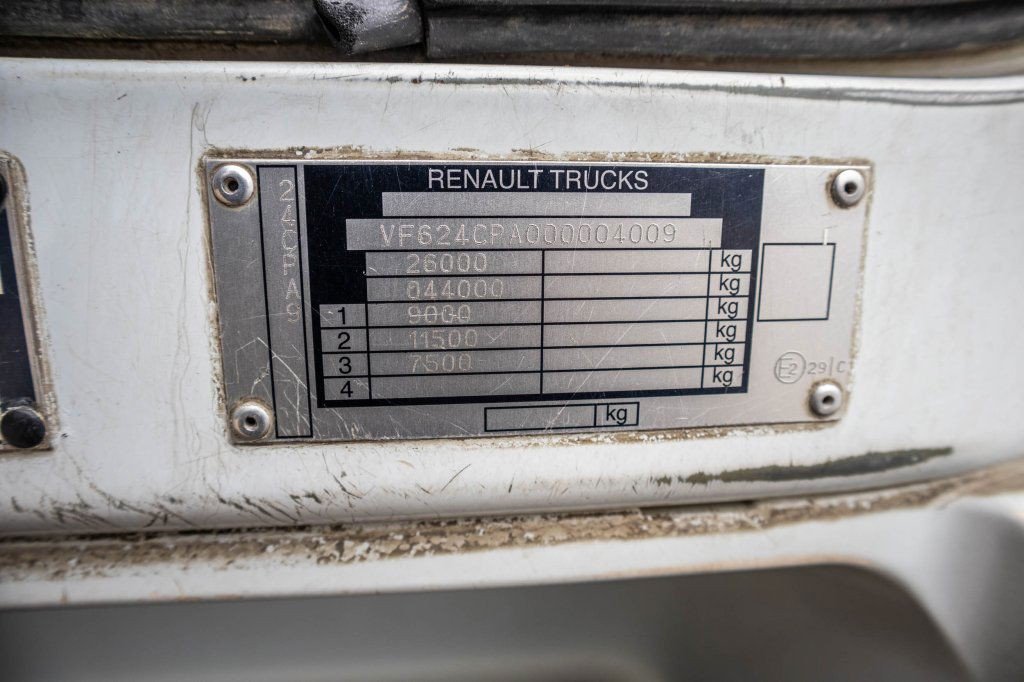 24CPA9
RENAULT TRUCKS
VF624CPA000004009
26000 kg
044000 kg
1 9000 kg
2 11500 kg
3 7500 kg
4 kg
kg
E2 29/C